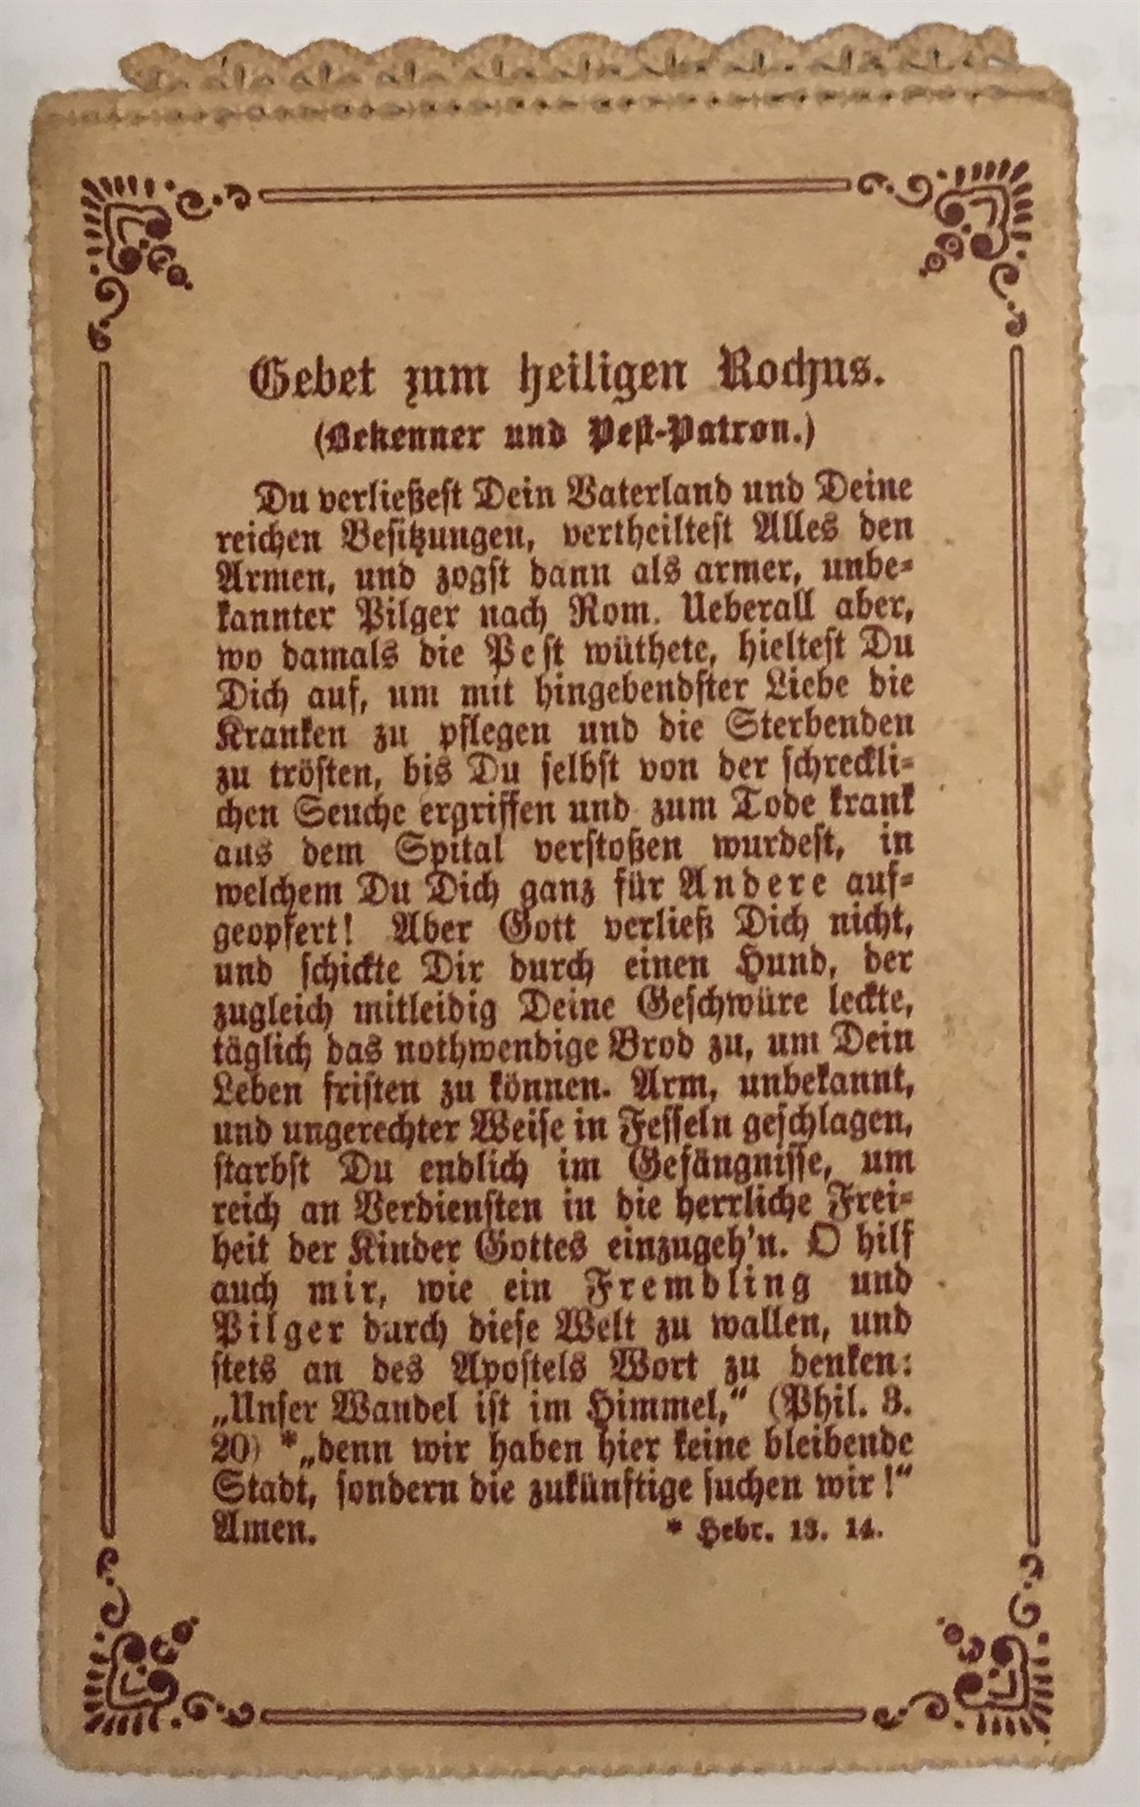 Gebet zum heiligen Rochus.
(Bekenner und Pest-Patron.)
Du verließest Dein Vaterland und Deine
reichen Besitzungen, vertheiltest Alles den
Armen, und zogst dann als armer, unbe-
kannter Pilger nach Rom. Ueberall aber,
wo damals die Pest wüthete, hieltest Du
Dich auf, um mit hingebendster Liebe die
Kranken zu pflegen und die Sterbenden
zu trösten, bis Du selbst von der schreckli-
chen Seuche ergriffen und zum Tode krank
aus dem Spital verstoßen wurdest, in
welchem Du Dich ganz für Andere auf-
geopfert! Aber Gott verließ Dich nicht,
und schickte Dir durch einen Hund, der
zugleich mitleidig Deine Geschwüre leckte,
täglich das nothwendige Brod zu, um Dein
Leben fristen zu können. Arm, unbekannt,
und ungerechter Weise in Fesseln geschlagen,
starbst Du endlich im Gefängnisse, um
reich an Verdiensten in die herrliche Frei-
heit der Kinder Gottes einzugeh'n. O hilf
auch mir, wie ein Fremdling und
Pilger durch diese Welt zu wallen, und
stets an des Apostels Wort zu denken:
„Unser Wandel ist im Himmel,“ (Phil. 3.
20) *„denn wir haben hier keine bleibende
Stadt, sondern die zukünftige suchen wir!“
Amen. * Hebr. 13. 14.